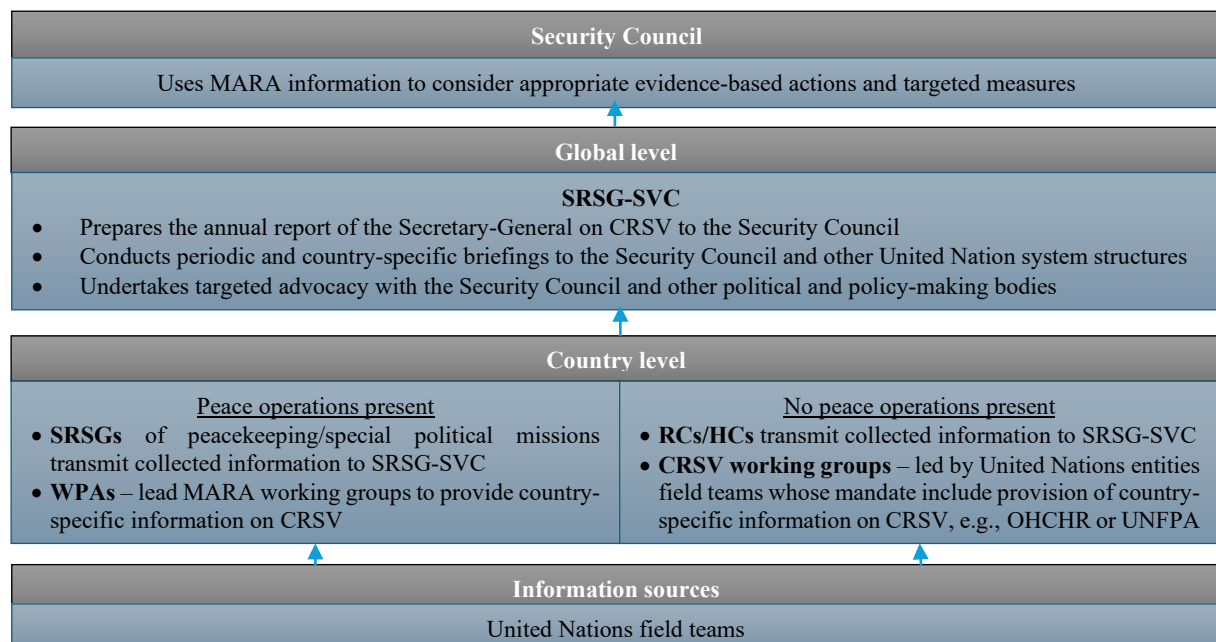 Security Council
Uses MARA information to consider appropriate evidence-based actions and targeted measures
Global level
SRSG-SVC
• Prepares the annual report of the Secretary-General on CRSV to the Security Council
• Conducts periodic and country-specific briefings to the Security Council and other United Nation system structures
• Undertakes targeted advocacy with the Security Council and other political and policy-making bodies
Country level
Peace operations present
• SRSGs of peacekeeping/special political missions
transmit collected information to SRSG-SVC
• WPAs – lead MARA working groups to provide country-
specific information on CRSV
No peace operations present
• RCs/HCs transmit collected information to SRSG-SVC
• CRSV working groups – led by United Nations entities
field teams whose mandate include provision of country-
specific information on CRSV, e.g., OHCHR or UNFPA
Information sources
United Nations field teams